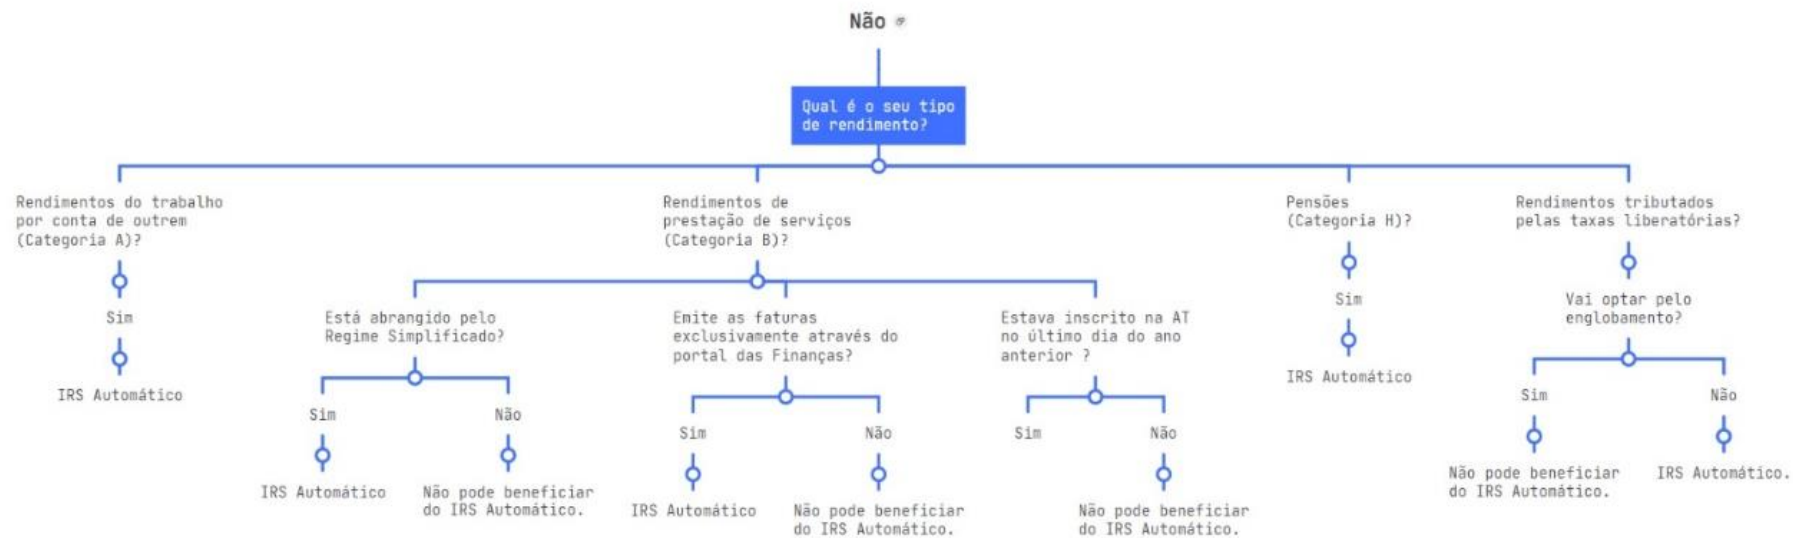 Não
Qual é o seu tipo
de rendimento?
Rendimentos do trabalho
por conta de outrem
(Categoria A)?
Sim
IRS Automático
Rendimentos de
prestação de serviços
(Categoria B)?
Está abrangido pelo
Regime Simplificado?
Sim
IRS Automático
Não
Não pode beneficiar
do IRS Automático.
Emite as faturas
exclusivamente através do
portal das Finanças?
Sim
IRS Automático
Não
Não pode beneficiar
do IRS Automático.
Estava inscrito na AT
no último dia do ano
anterior ?
Sim
Não
Não pode beneficiar
do IRS Automático.
Pensões
(Categoria H)?
Sim
IRS Automático
Rendimentos tributados
pelas taxas liberatórias?
Vai optar pelo
englobamento?
Sim
Não pode beneficiar
do IRS Automático.
Não
IRS Automático.